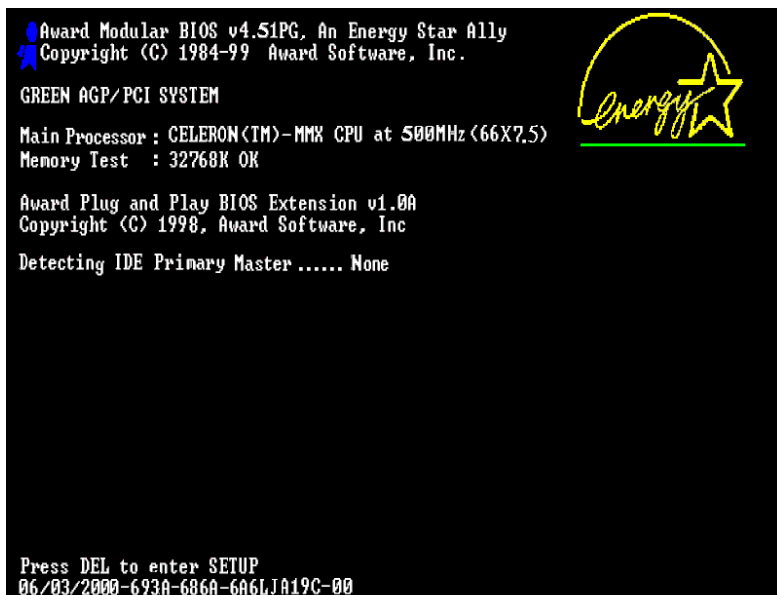 Award Modular BIOS v4.51PG, An Energy Star Ally
Copyright (C) 1984-99 Award Software, Inc.
energy
GREEN AGP/PCI SYSTEM
Main Processor : CELERON(TM)-MMX CPU at 500MHz (66X7.5)
Memory Test : 32768K OK
Award Plug and Play BIOS Extension v1.0A
Copyright (C) 1998, Award Software, Inc
Detecting IDE Primary Master ...... None
Press DEL to enter SETUP
06/03/2000-693A-686A-6A6LJA19C-00